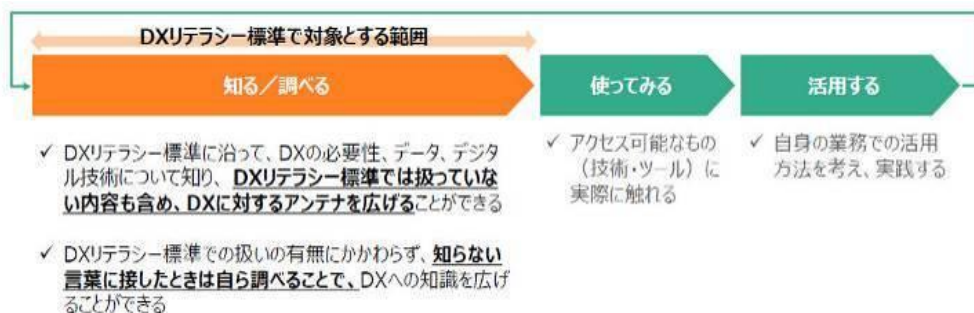 DXリテラシー標準で対象とする範囲
知る／調べる
使ってみる
活用する
✓ DXリテラシー標準に沿って、DXの必要性、データ、デジタ
ル技術について知り、DXリテラシー標準では扱っていな
い内容も含め、DXに対するアンテナを広げることができる
✓ DXリテラシー標準での扱いの有無にかかわらず、知らない
言葉に接したときは自ら調べることで、DXへの知識を広げ
ることができる
✓ アクセス可能なもの
（技術・ツール）に
実際に触れる
✓ 自身の業務での活用
方法を考え、実践する